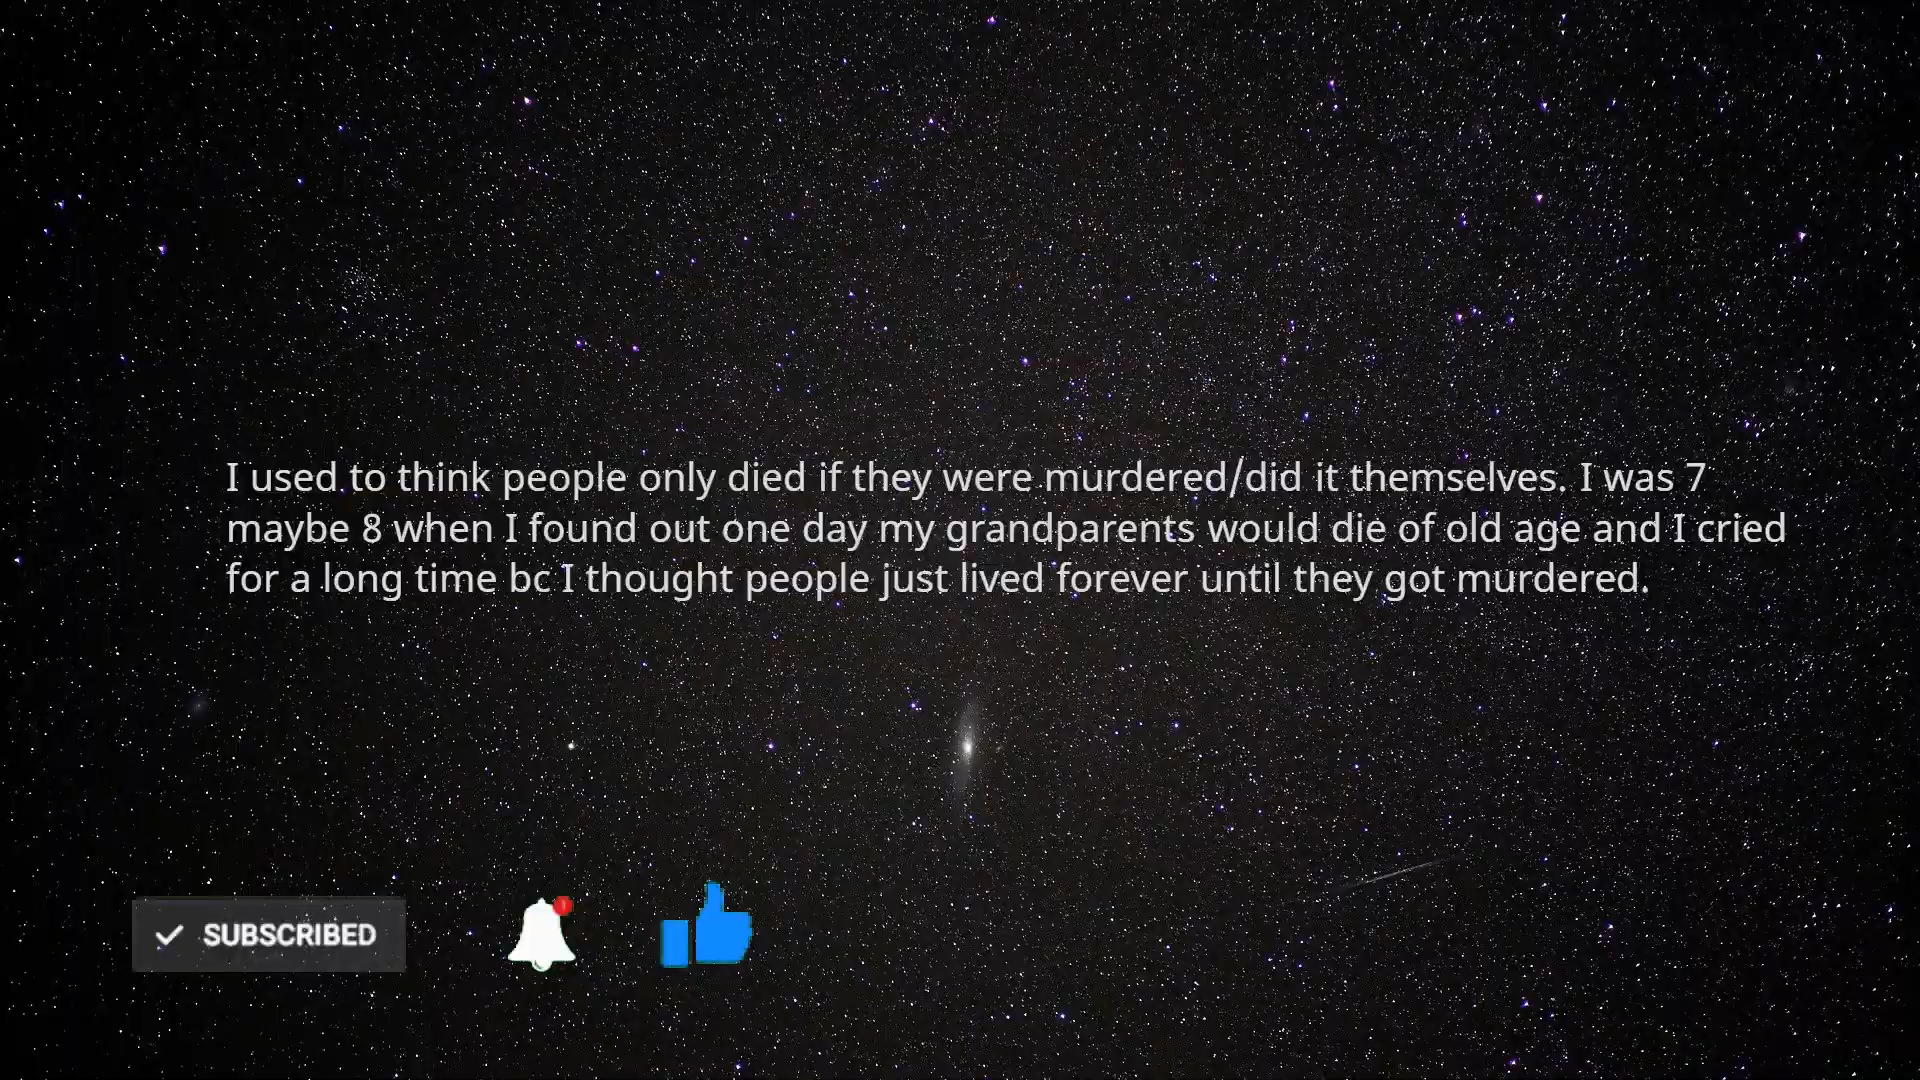 I used to think people only died if they were murdered/did it themselves. I was 7
maybe 8 when I found out one day my grandparents would die of old age and I cried
for a long time bc I thought people just lived forever until they got murdered.
SUBSCRIBED